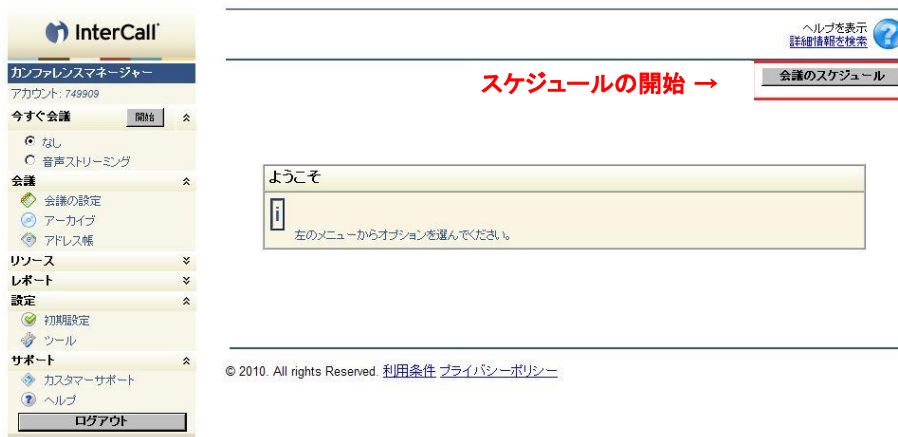 InterCall
カンファレンスマネージャー
アカウント: 749909
今すぐ会議 開始
なし
音声ストリーミング
会議
会議の設定
アーカイブ
アドレス帳
リソース
レポート
設定
初期設定
ツール
サポート
カスタマーサポート
ヘルプ
ログアウト
ヘルプを表示
詳細情報を検索
?
スケジュールの開始 →
会議のスケジュール
ようこそ
i
左のメニューからオプションを選んでください。
© 2010. All rights Reserved. 利用条件 プライバシーポリシー